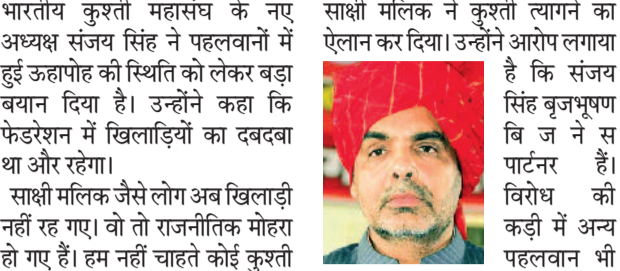 भारतीय कुश्ती महासंघ के नए
अध्यक्ष संजय सिंह ने पहलवानों में
हुई ऊहापोह की स्थिति को लेकर बड़ा
बयान दिया है। उन्होंने कहा कि
फेडरेशन में खिलाड़ियों का दबदबा
था और रहेगा।
साक्षी मलिक जैसे लोग अब खिलाड़ी
नहीं रह गए। वो तो राजनीतिक मोहरा
हो गए हैं। हम नहीं चाहते कोई कुश्ती
साक्षी मलिक ने कुश्ती त्यागने का
ऐलान कर दिया। उन्होंने आरोप लगाया
है कि संजय
सिंह बृजभूषण
बि ज ने स
पार्टनर हैं।
विरोध की
कड़ी में अन्य
पहलवान भी